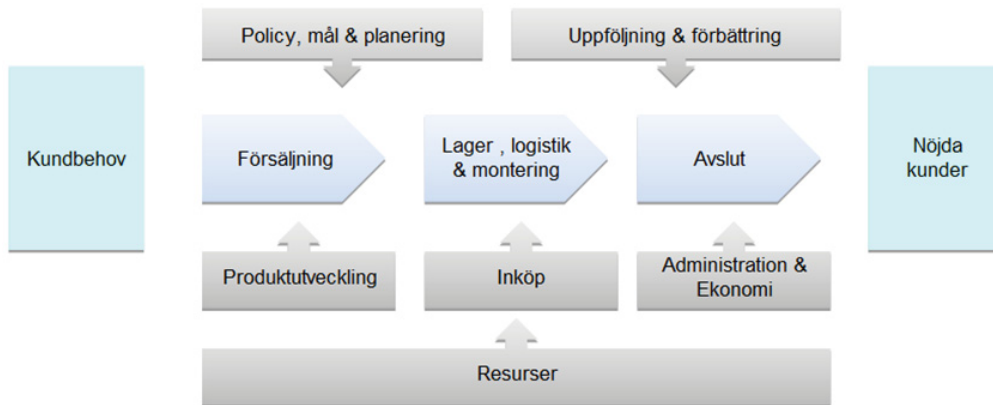 Policy, mål & planering
Uppföljning & förbättring
Kundbehov
Försäljning
Lager , logistik
& montering
Avslut
Nöjda
kunder
Produktutveckling
Inköp
Administration &
Ekonomi
Resurser